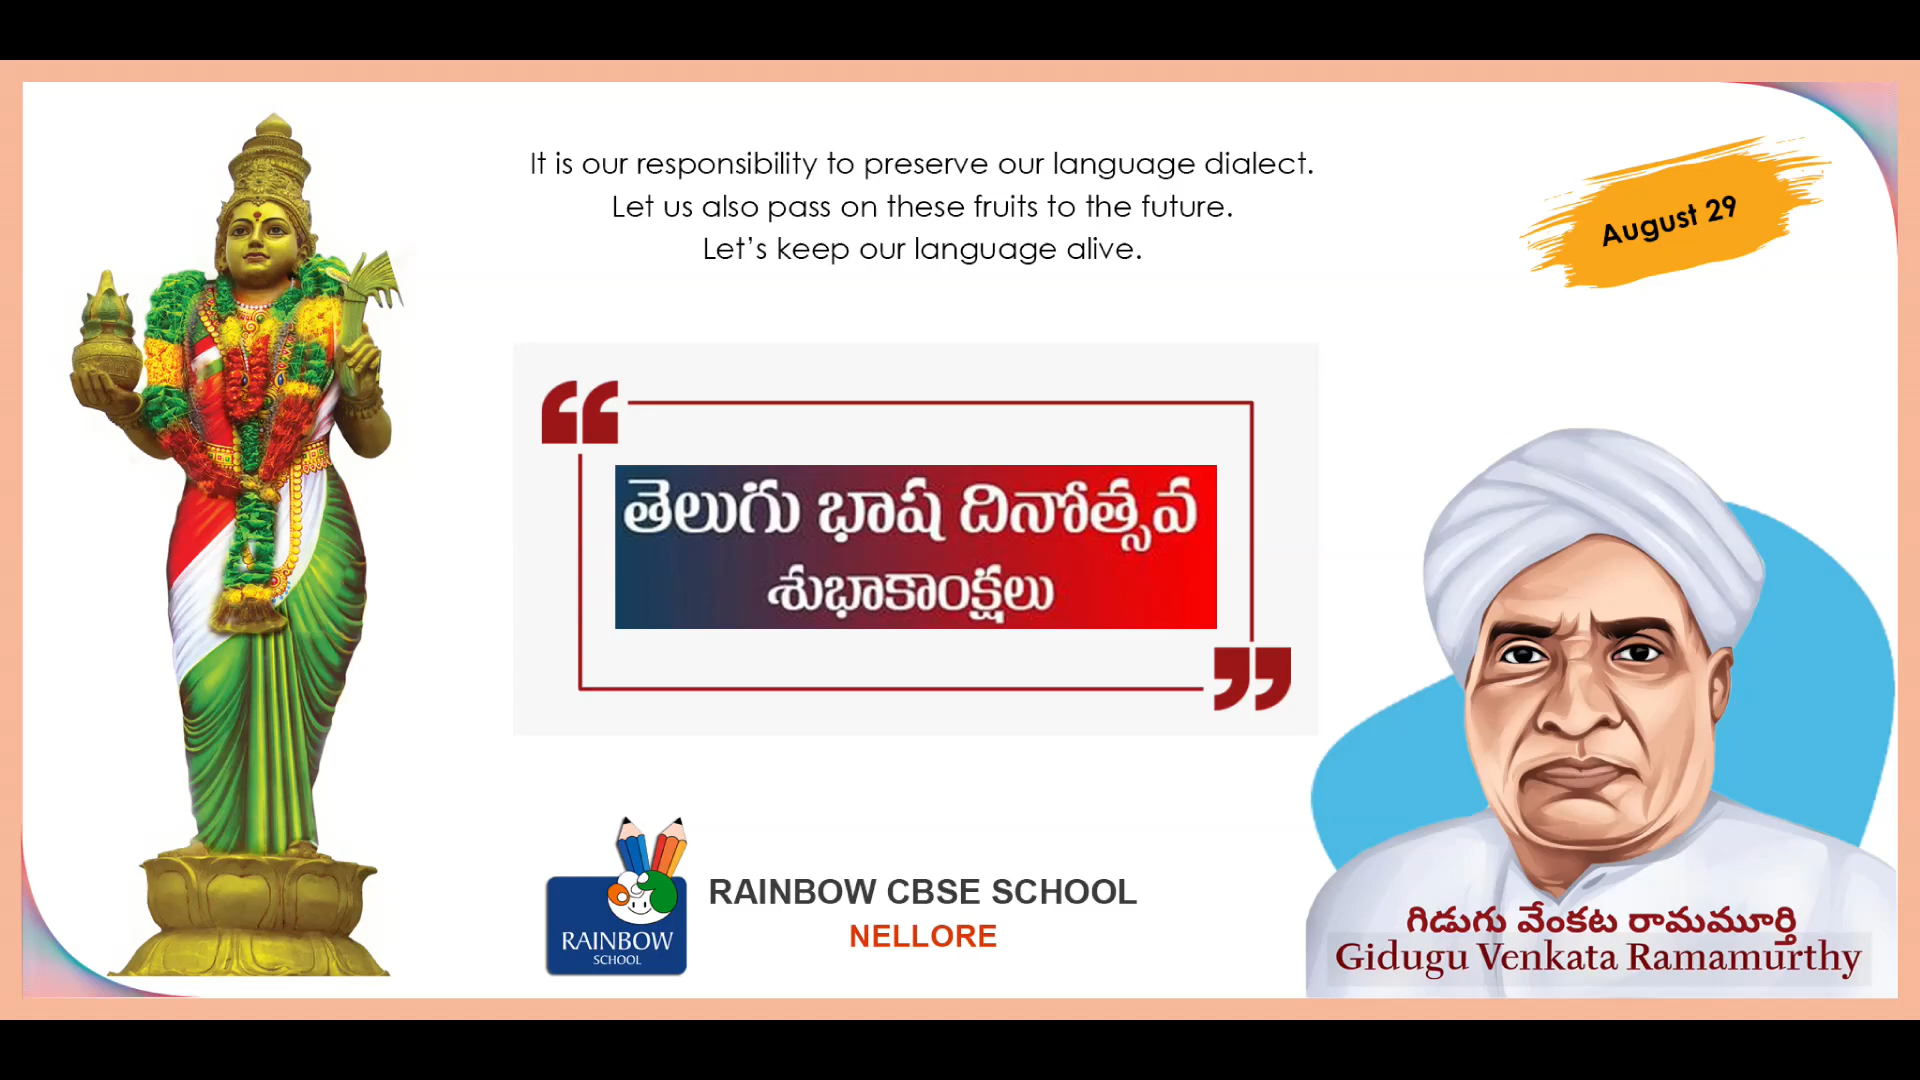 It is our responsibility to preserve our language dialect.
Let us also pass on these fruits to the future.
Let’s keep our language alive.
August 29
“
తెలుగు భాష దినోత్సవ
శుభాకాంక్షలు
”
RAINBOW
SCHOOL
RAINBOW CBSE SCHOOL
NELLORE
గిడుగు వేంకట రామమూర్తి
Gidugu Venkata Ramamurthy